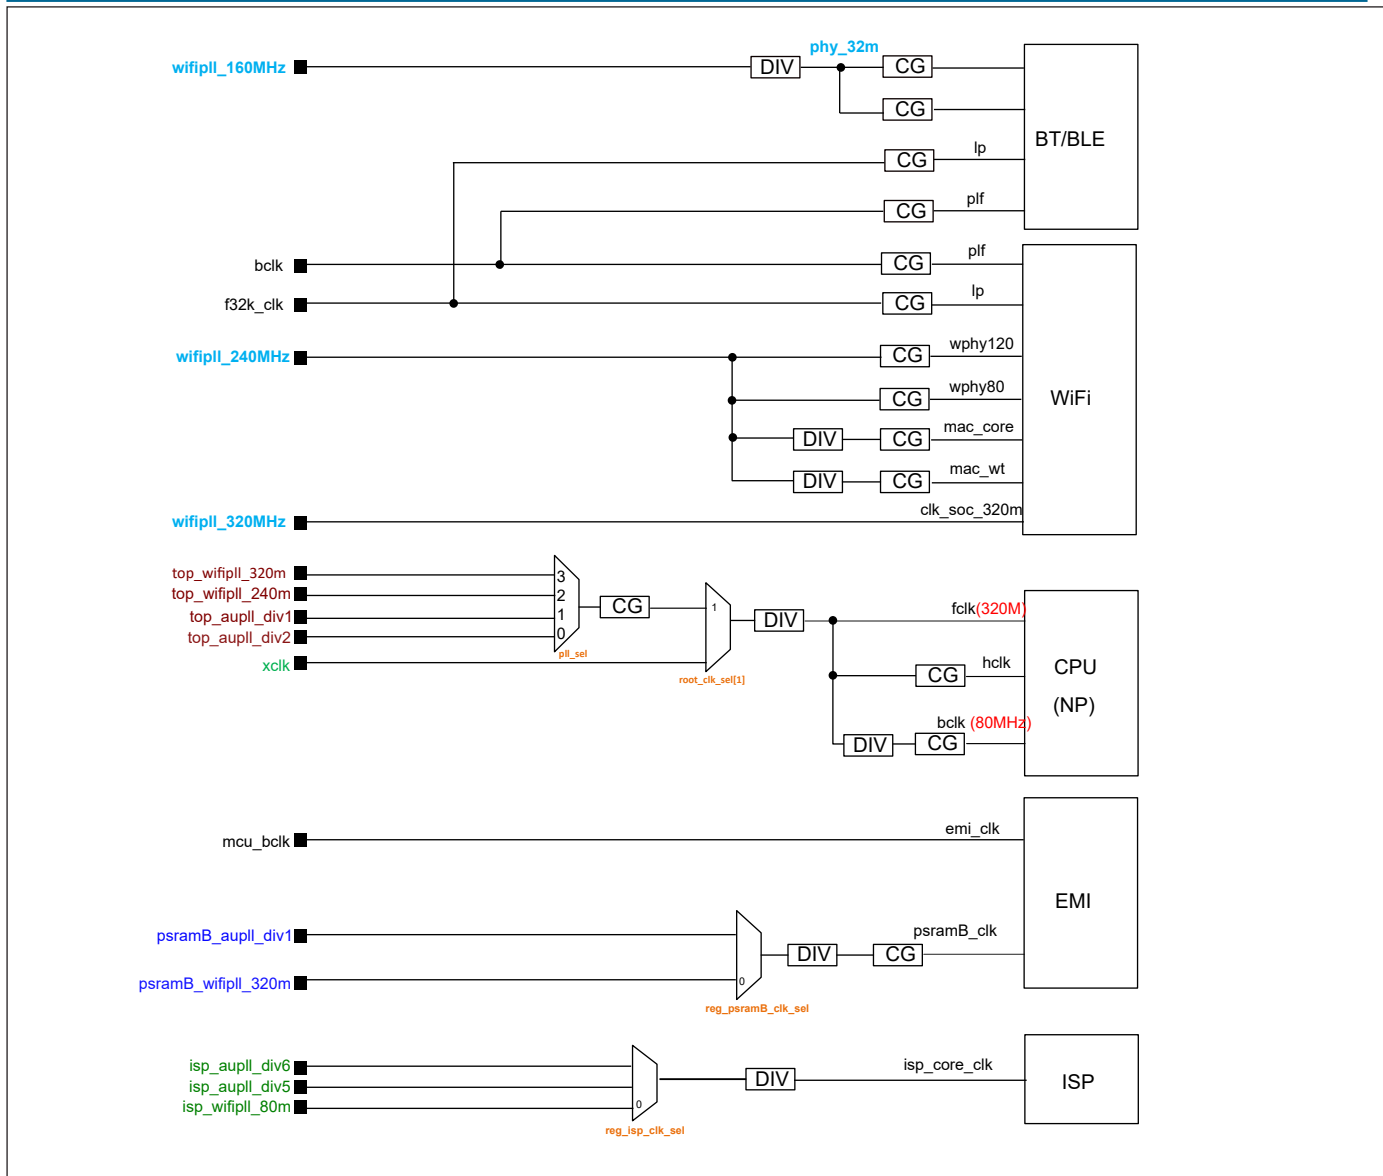 phy_32m
wifipll_160MHz
DIV
CG
CG
BT/BLE
CG
lp
CG
plf
bclk
CG
plf
f32k_clk
CG
lp
wifipll_240MHz
CG
wphy120
CG
wphy80
WiFi
DIV
CG
mac_core
DIV
CG
mac_wt
wifipll_320MHz
clk_soc_320m
top_wifipll_320m
3
top_wifipll_240m
2
top_aupll_div1
1
top_aupll_div2
0
xclk
pll_sel
CG
1
root_clk_sel[1]
DIV
fclk(320M)
CG
hclk
CPU
(NP)
DIV
CG
bclk (80MHz)
mcu_bclk
emi_clk
EMI
psramB_aupll_div1
psramB_wifipll_320m
0
reg_psramB_clk_sel
DIV
CG
psramB_clk
isp_aupll_div6
isp_aupll_div5
isp_wifipll_80m
0
reg_isp_clk_sel
DIV
isp_core_clk
ISP